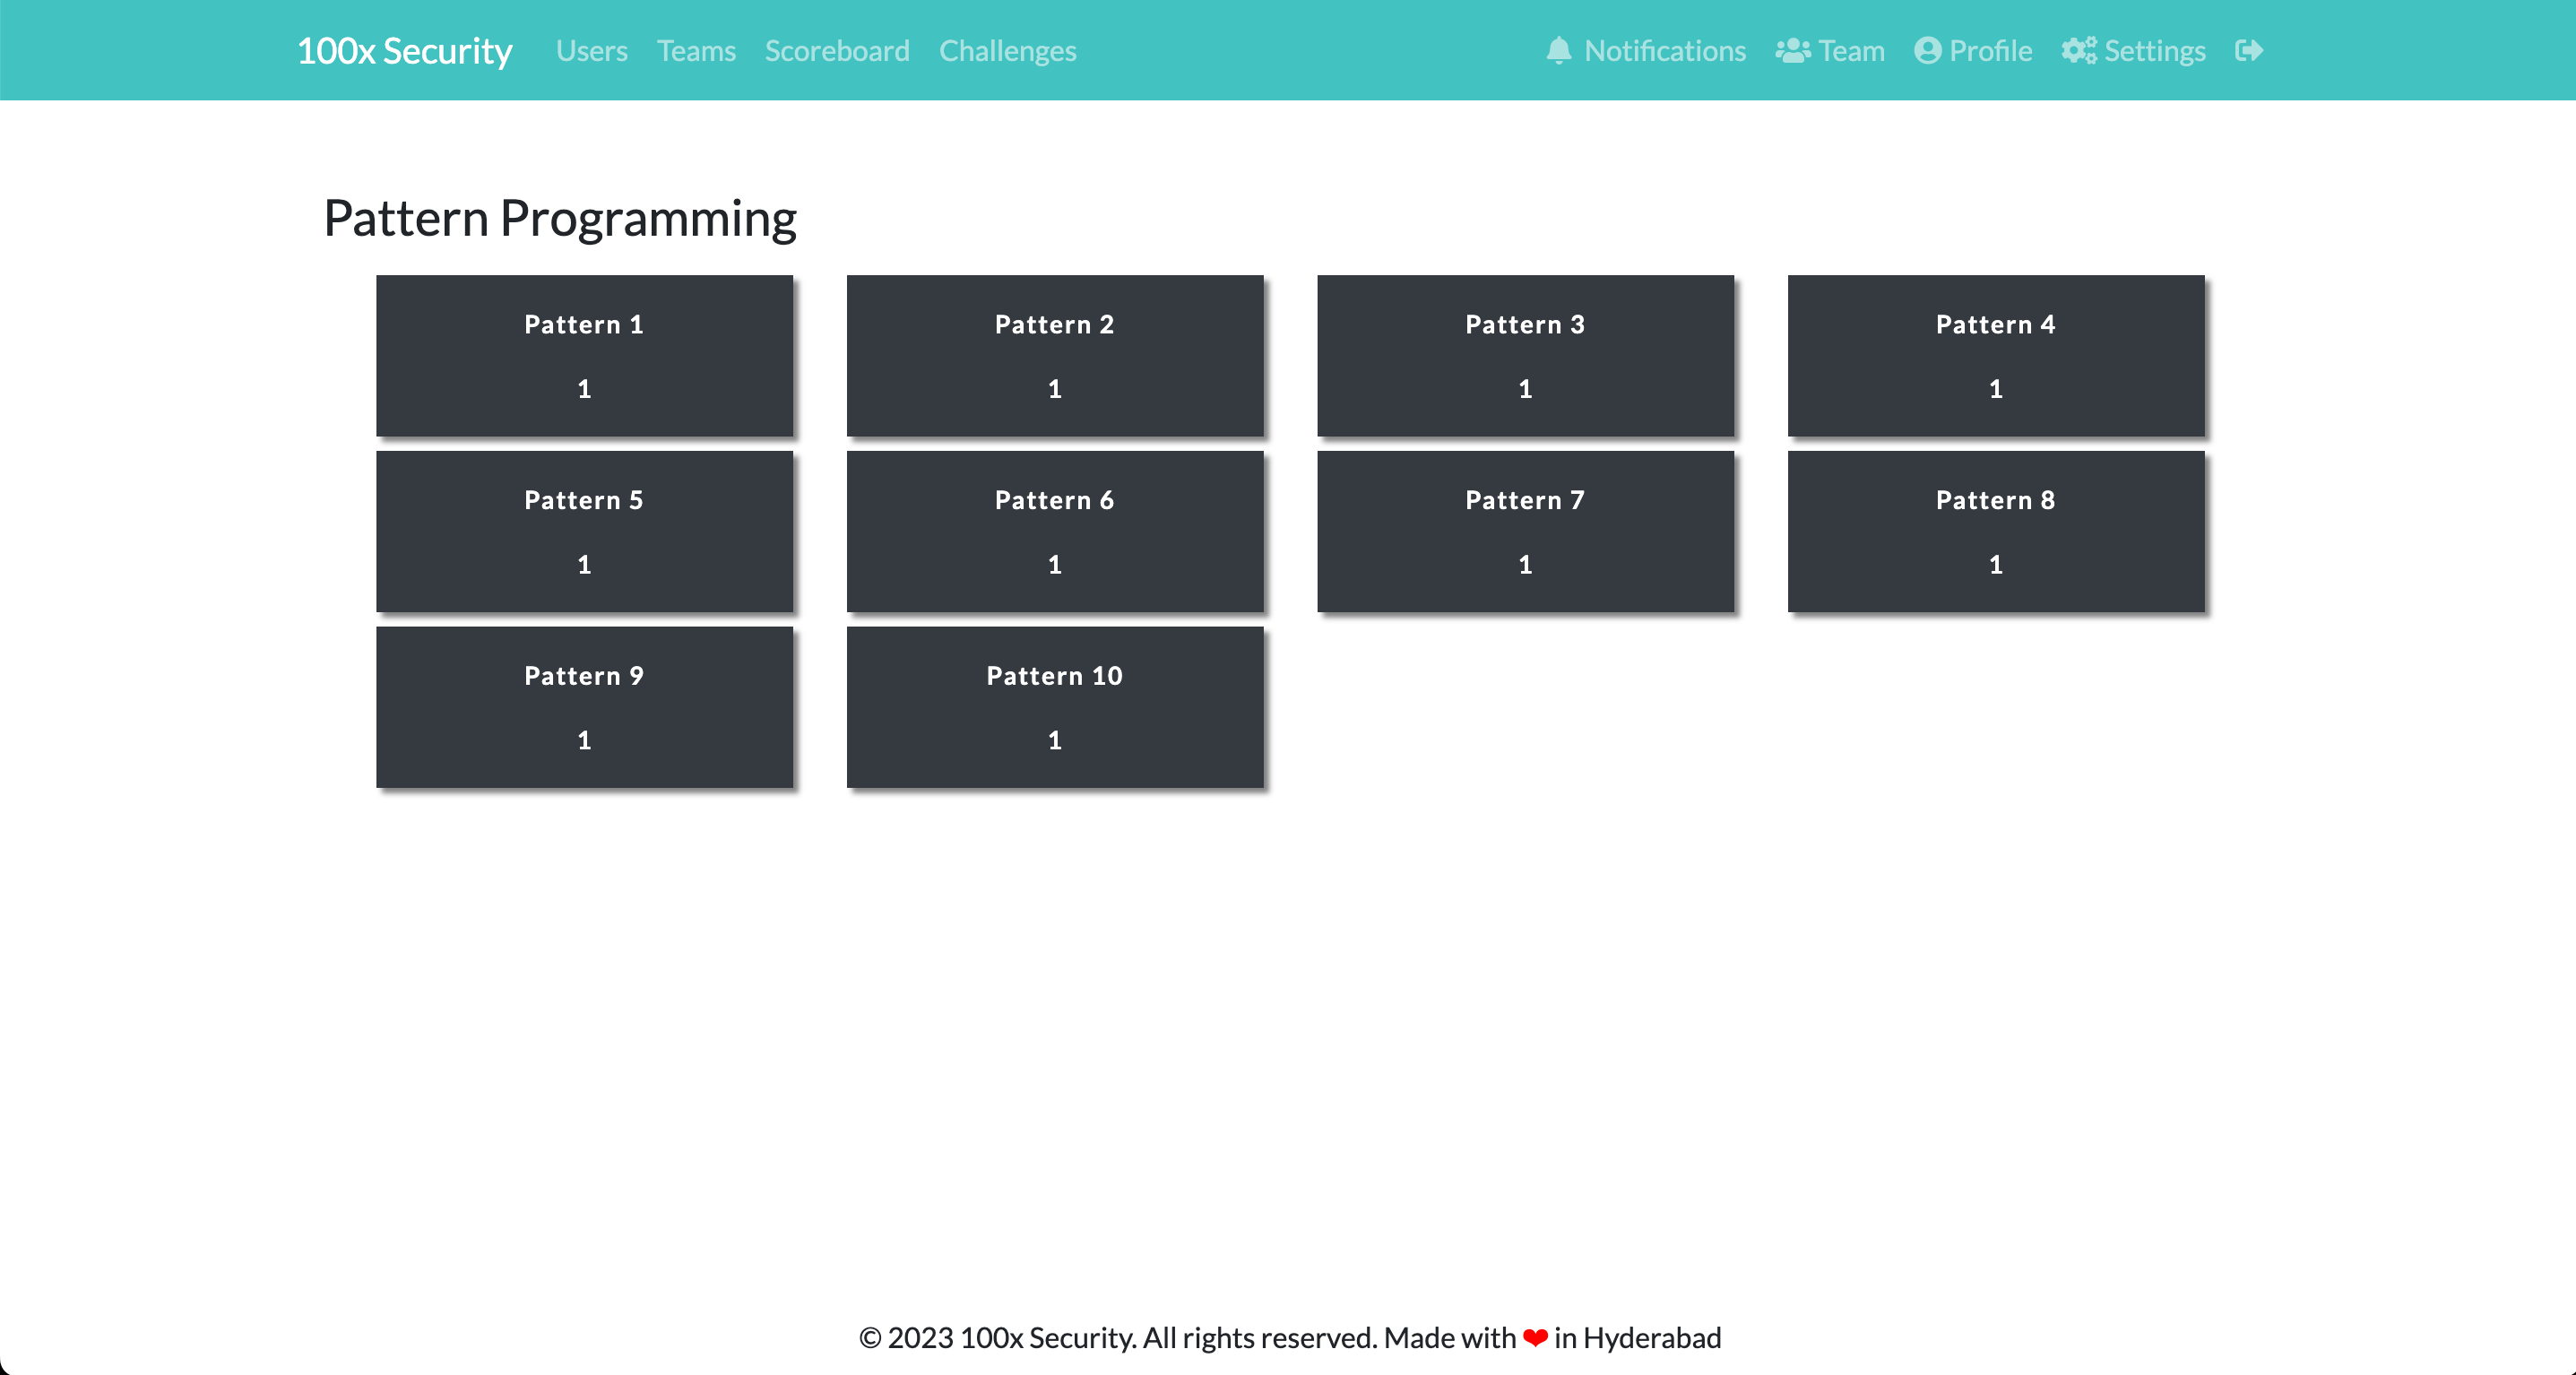 100x Security Users Teams Scoreboard Challenges Notifications Team Profile Settings
Pattern Programming
Pattern 1
1
Pattern 2
1
Pattern 3
1
Pattern 4
1
Pattern 5
1
Pattern 6
1
Pattern 7
1
Pattern 8
1
Pattern 9
1
Pattern 10
1
© 2023 100x Security. All rights reserved. Made with ❤ in Hyderabad